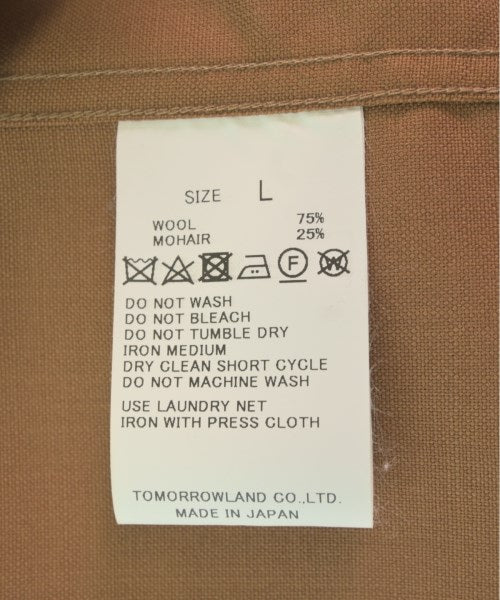 SIZE L
WOOL 75%
MOHAIR 25%
F W
DO NOT WASH
DO NOT BLEACH
DO NOT TUMBLE DRY
IRON MEDIUM
DRY CLEAN SHORT CYCLE
DO NOT MACHINE WASH
USE LAUNDRY NET
IRON WITH PRESS CLOTH
TOMORROWLAND CO.,LTD.
MADE IN JAPAN